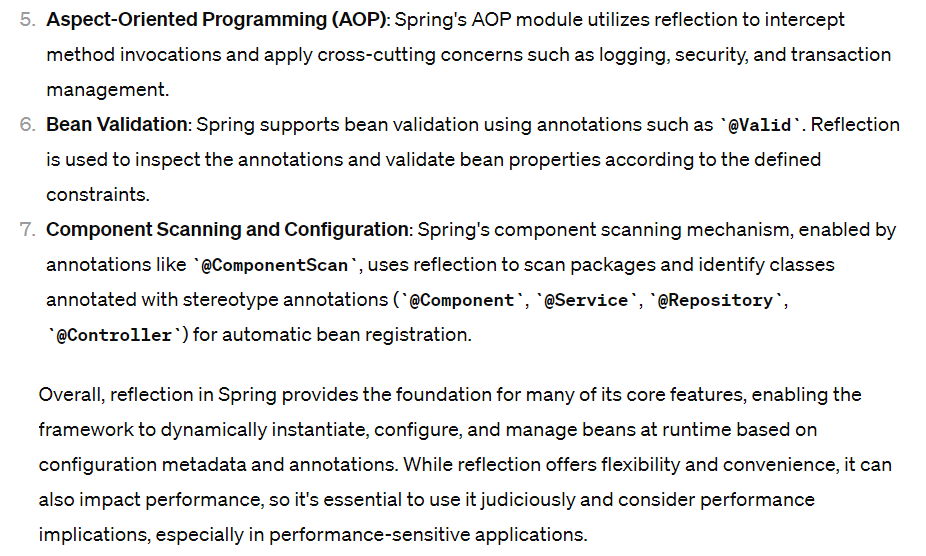 5. Aspect-Oriented Programming (AOP): Spring's AOP module utilizes reflection to intercept
method invocations and apply cross-cutting concerns such as logging, security, and transaction
management.
6. Bean Validation: Spring supports bean validation using annotations such as `@Valid`. Reflection
is used to inspect the annotations and validate bean properties according to the defined
constraints.
7. Component Scanning and Configuration: Spring's component scanning mechanism, enabled by
annotations like `@ComponentScan`, uses reflection to scan packages and identify classes
annotated with stereotype annotations (`@Component`, `@Service`, `@Repository`,
`@Controller`) for automatic bean registration.
Overall, reflection in Spring provides the foundation for many of its core features, enabling the
framework to dynamically instantiate, configure, and manage beans at runtime based on
configuration metadata and annotations. While reflection offers flexibility and convenience, it can
also impact performance, so it's essential to use it judiciously and consider performance
implications, especially in performance-sensitive applications.